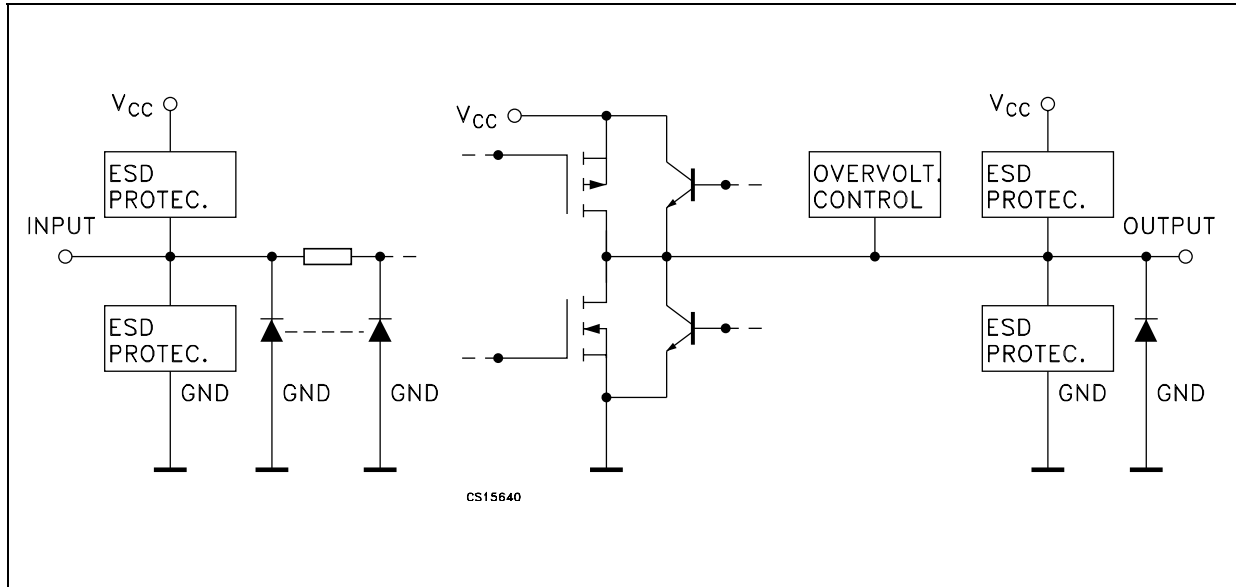 VCC
ESD
PROTEC.
INPUT
ESD
PROTEC.
GND
GND
GND
VCC
OVERVOLT.
CONTROL
VCC
ESD
PROTEC.
OUTPUT
ESD
PROTEC.
GND
GND
CS15640